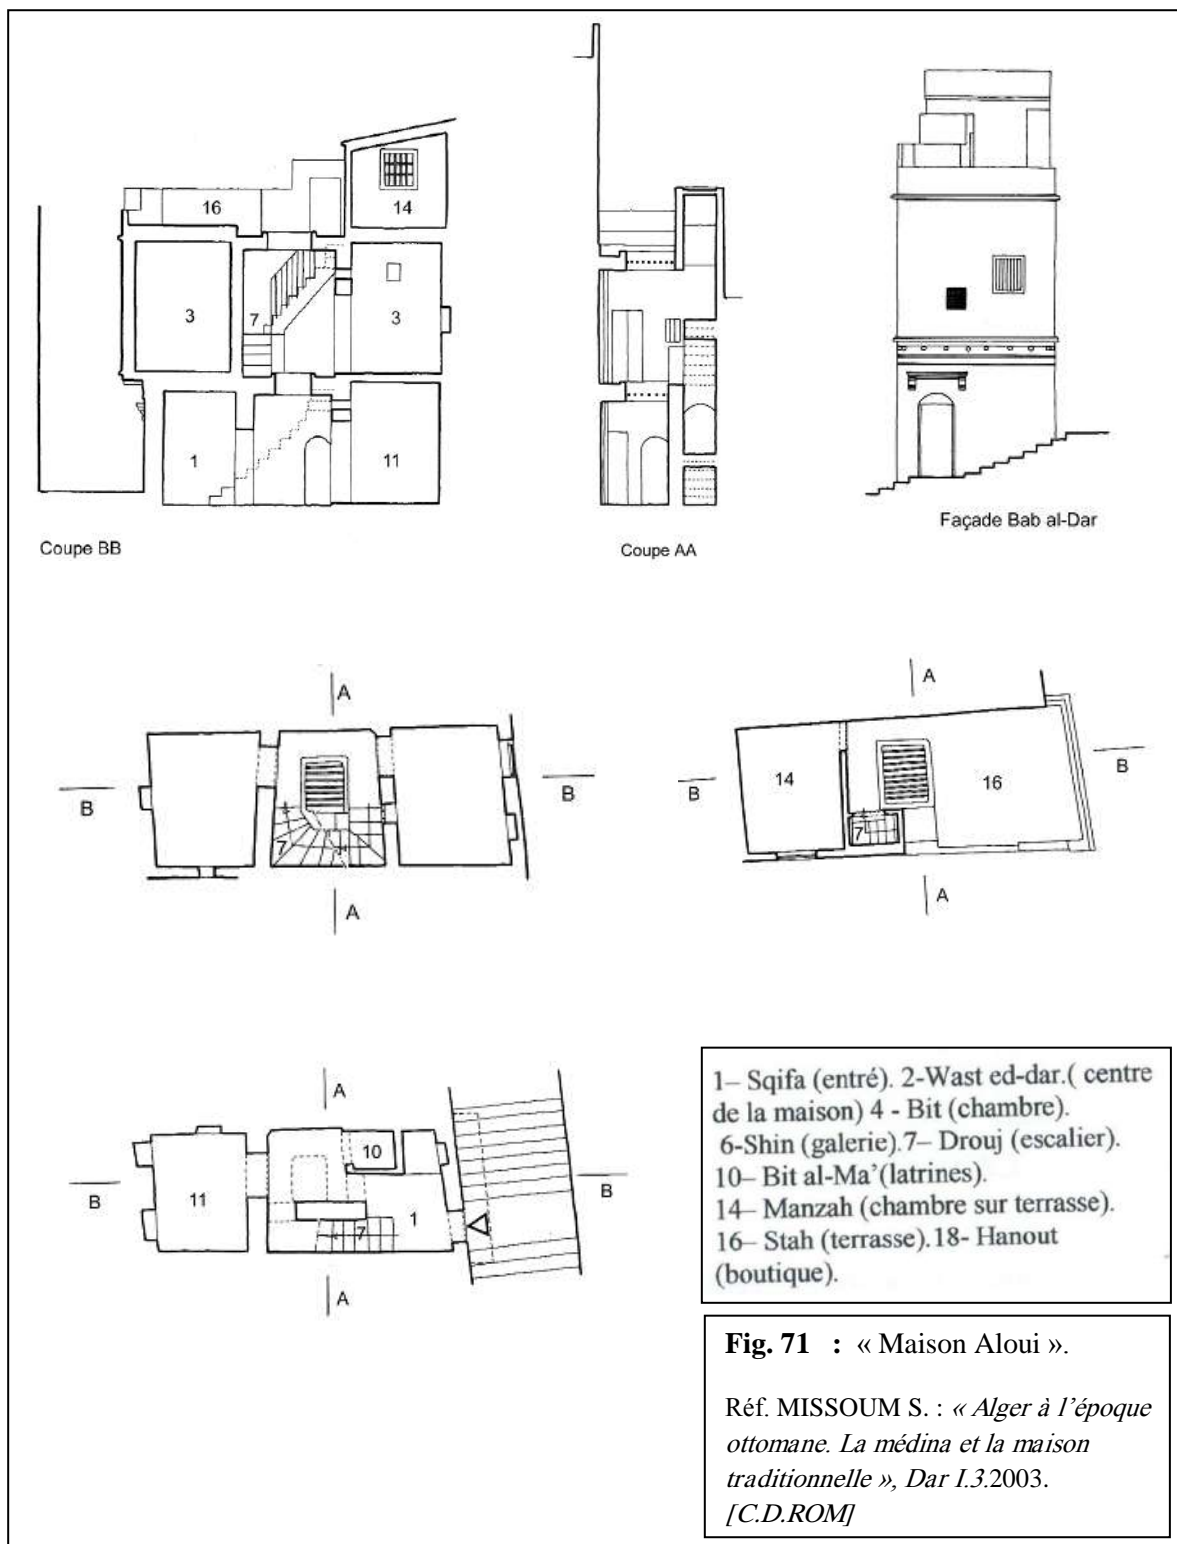 16
14
3
7
3
1
11
Coupe BB
Coupe AA
Façade Bab al-Dar
A
B
B
7
A
A
B
14
16
B
7
A
A
10
B
11
1
B
7
A
1– Sqifa (entré). 2-Wast ed-dar.( centre
de la maison) 4 - Bit (chambre).
6-Shin (galerie).7– Drouj (escalier).
10– Bit al-Ma’(latrines).
14– Manzah (chambre sur terrasse).
16– Stah (terrasse).18- Hanout
(boutique).
Fig. 71 : « Maison Aloui ».
Réf. MISSOUM S. : « Alger à l’époque
ottomane. La médina et la maison
traditionnelle », Dar I.3.2003.
[C.D.ROM]